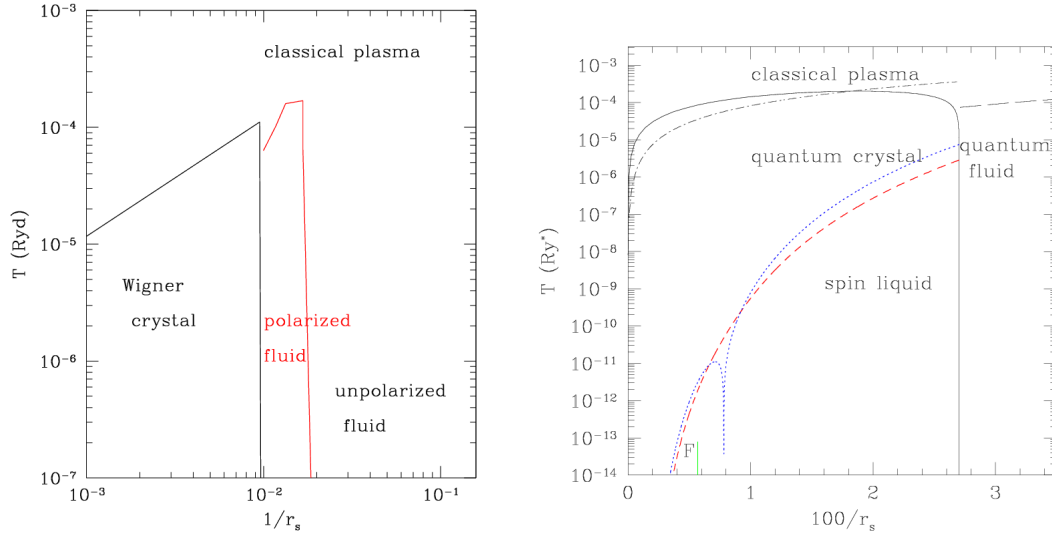 10⁻³
classical plasma
10⁻⁴
T (Ryd)
10⁻⁵
Wigner
crystal
polarized
fluid
10⁻⁶
unpolarized
fluid
10⁻⁷
10⁻³
10⁻²
10⁻¹
1/rₛ
10⁻³
classical plasma
10⁻⁴
10⁻⁵
quantum crystal
quantum
fluid
10⁻⁶
10⁻⁷
T (Ry*)
10⁻⁸
spin liquid
10⁻⁹
10⁻¹⁰
10⁻¹¹
10⁻¹²
10⁻¹³
F
10⁻¹⁴
0
1
2
3
100/rₛ